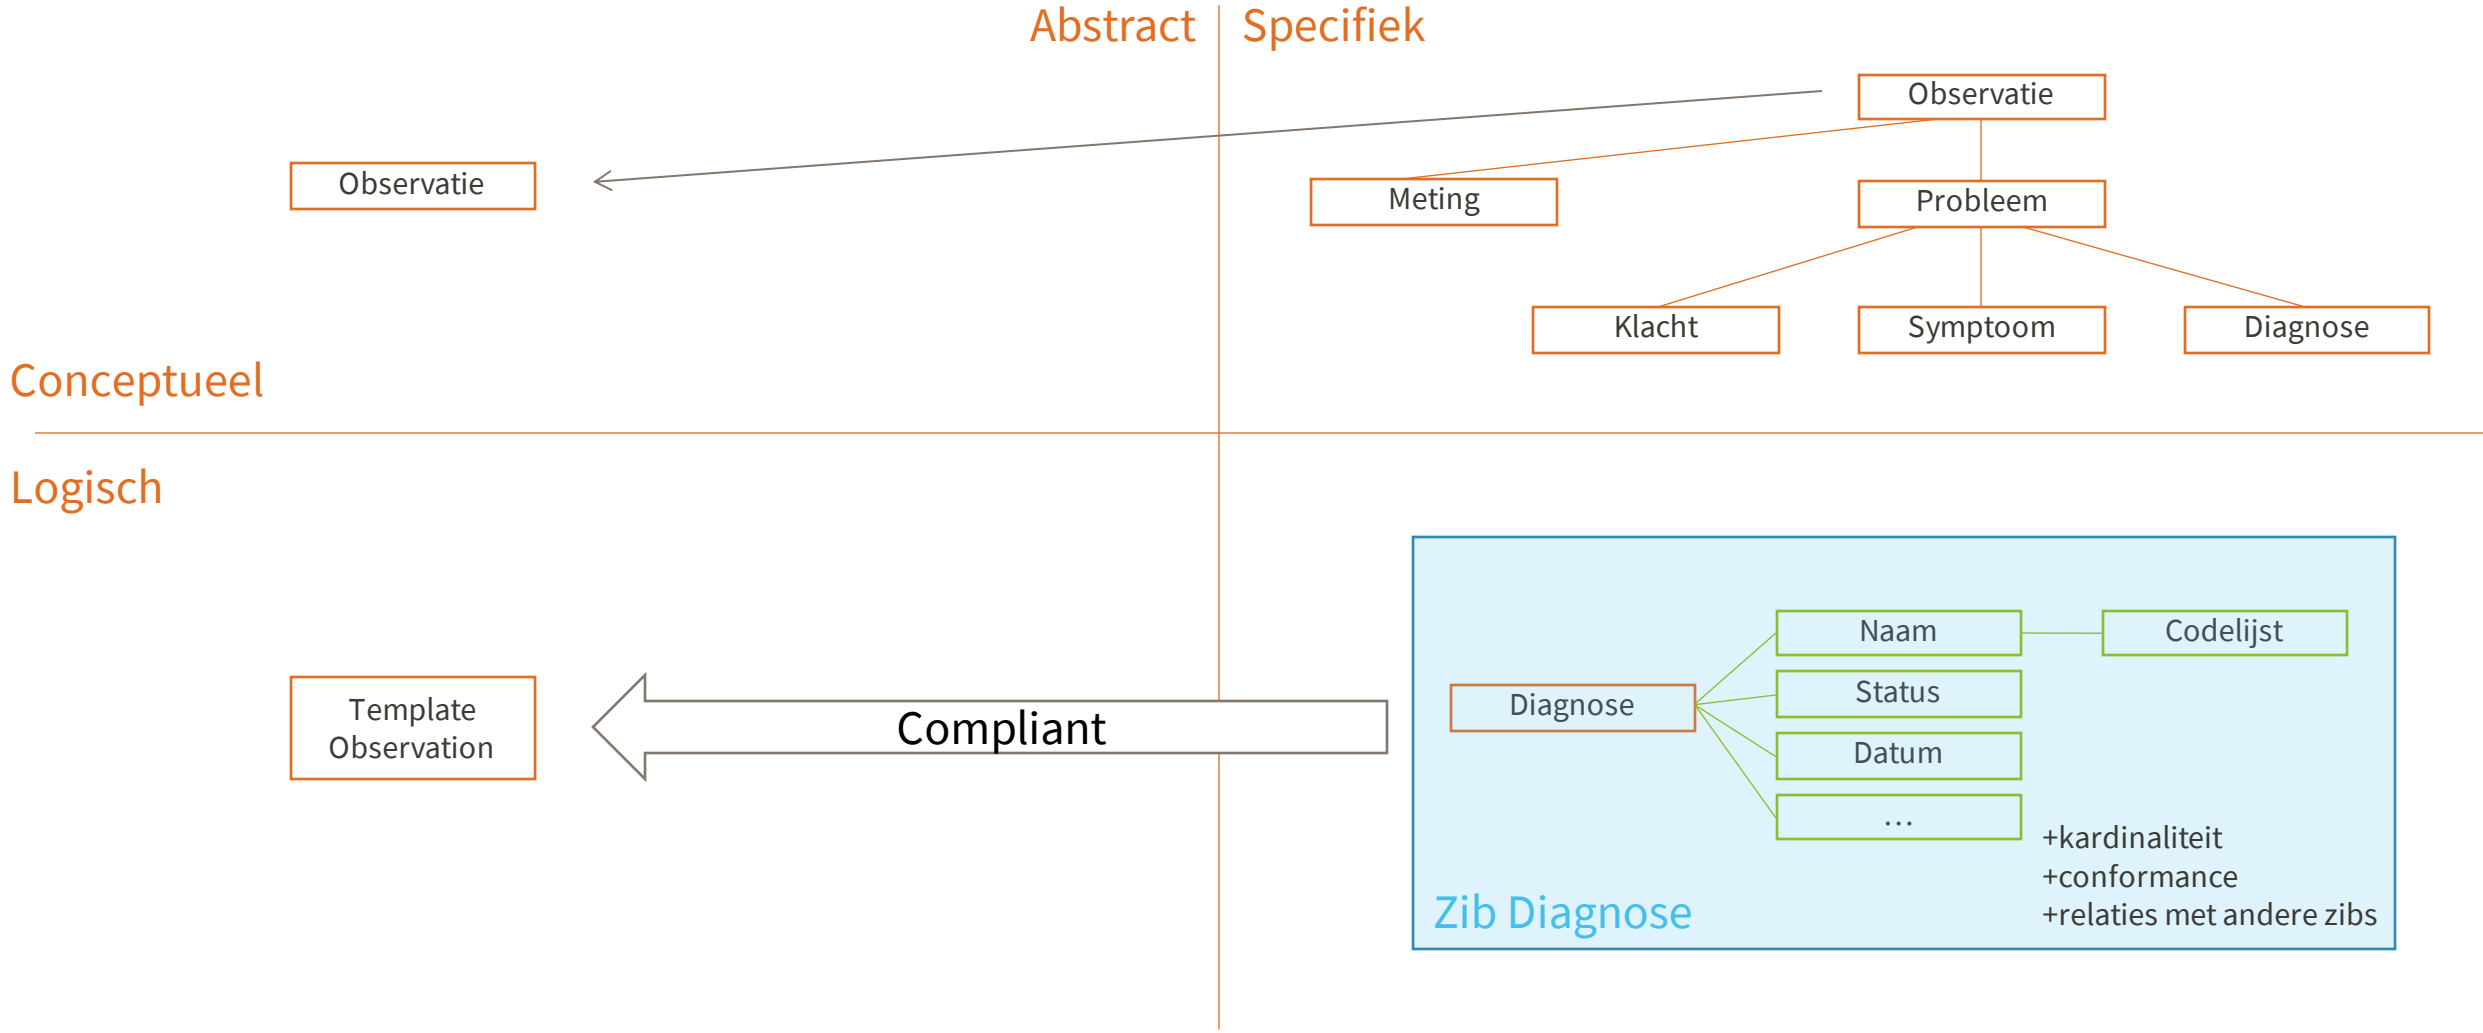 Abstract
Specifiek
Observatie
Observatie
Meting
Probleem
Klacht
Symptoom
Diagnose
Conceptueel
Logisch
Template
Observation
Compliant
Diagnose
Naam
Codelijst
Status
Datum
...
+kardinaliteit
+conformance
+relaties met andere zibs
Zib Diagnose